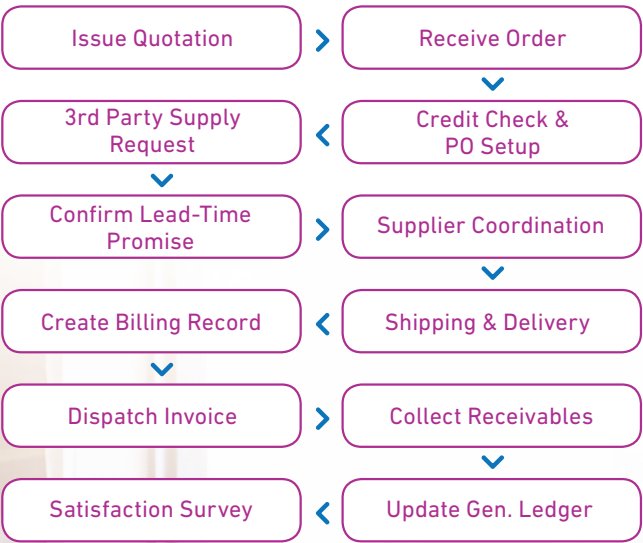 Issue Quotation
Receive Order
Credit Check &
PO Setup
3rd Party Supply
Request
Confirm Lead-Time
Promise
Supplier Coordination
Shipping & Delivery
Create Billing Record
Dispatch Invoice
Collect Receivables
Update Gen. Ledger
Satisfaction Survey